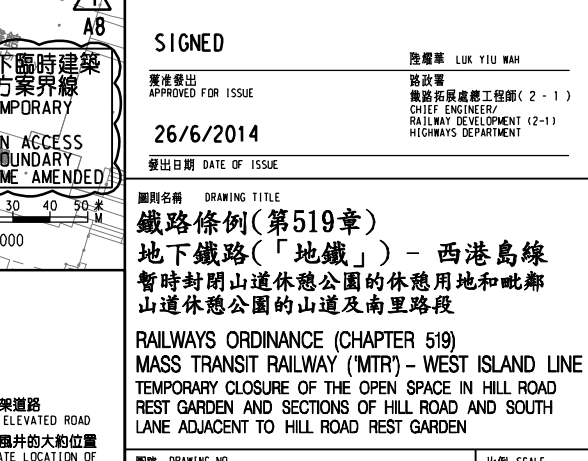 A8
下臨時建築
方案界線
MPORARY
N ACCESS
OUNDARY
ME AMENDED
30 40 50 米
M
000
架道路
ELEVATED ROAD
風井的大約位置
ATE LOCATION OF
SIGNED
陸耀華 LUK YIU WAH
獲准發出
APPROVED FOR ISSUE
路政署
鐵路拓展處總工程師( 2 - 1 )
CHIEF ENGINEER/
RAILWAY DEVELOPMENT (2-1)
HIGHWAYS DEPARTMENT
26/6/2014
發出日期 DATE OF ISSUE
圖則名稱 DRAWING TITLE
鐵路條例(第519章)
地下鐵路(「地鐵」) - 西港島線
暫時封閉山道休憩公園的休憩用地和毗鄰
山道休憩公園的山道及南里路段
RAILWAYS ORDINANCE (CHAPTER 519)
MASS TRANSIT RAILWAY ('MTR') – WEST ISLAND LINE
TEMPORARY CLOSURE OF THE OPEN SPACE IN HILL ROAD
REST GARDEN AND SECTIONS OF HILL ROAD AND SOUTH
LANE ADJACENT TO HILL ROAD REST GARDEN
DRAWING NO.
SCALE